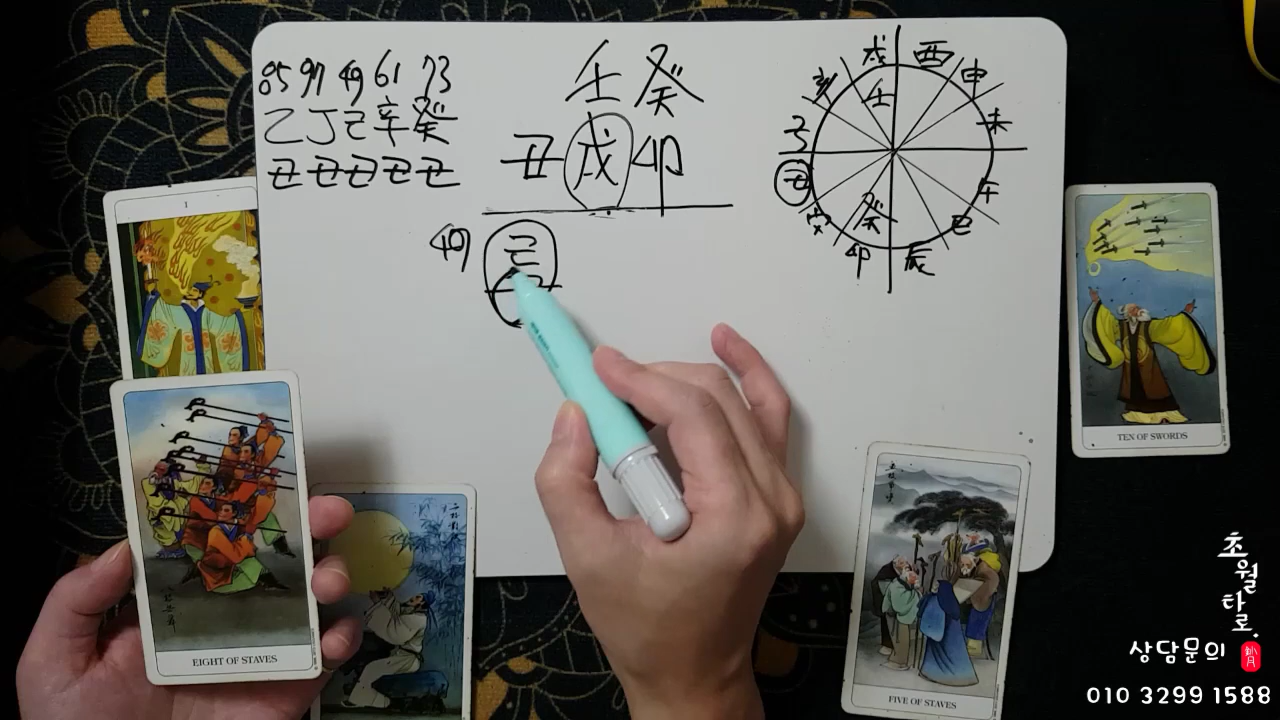 85 97 49 61 73
乙丁己辛癸
丑丑丑丑丑
壬癸
丑戌卯
49 己
戌 酉 申 未 午 巳 辰 卯 寅 丑 子 亥
壬
癸
I
EIGHT OF STAVES
FIVE OF STAVES
TEN OF SWORDS
초월타로.
상담문의
010 3299 1588